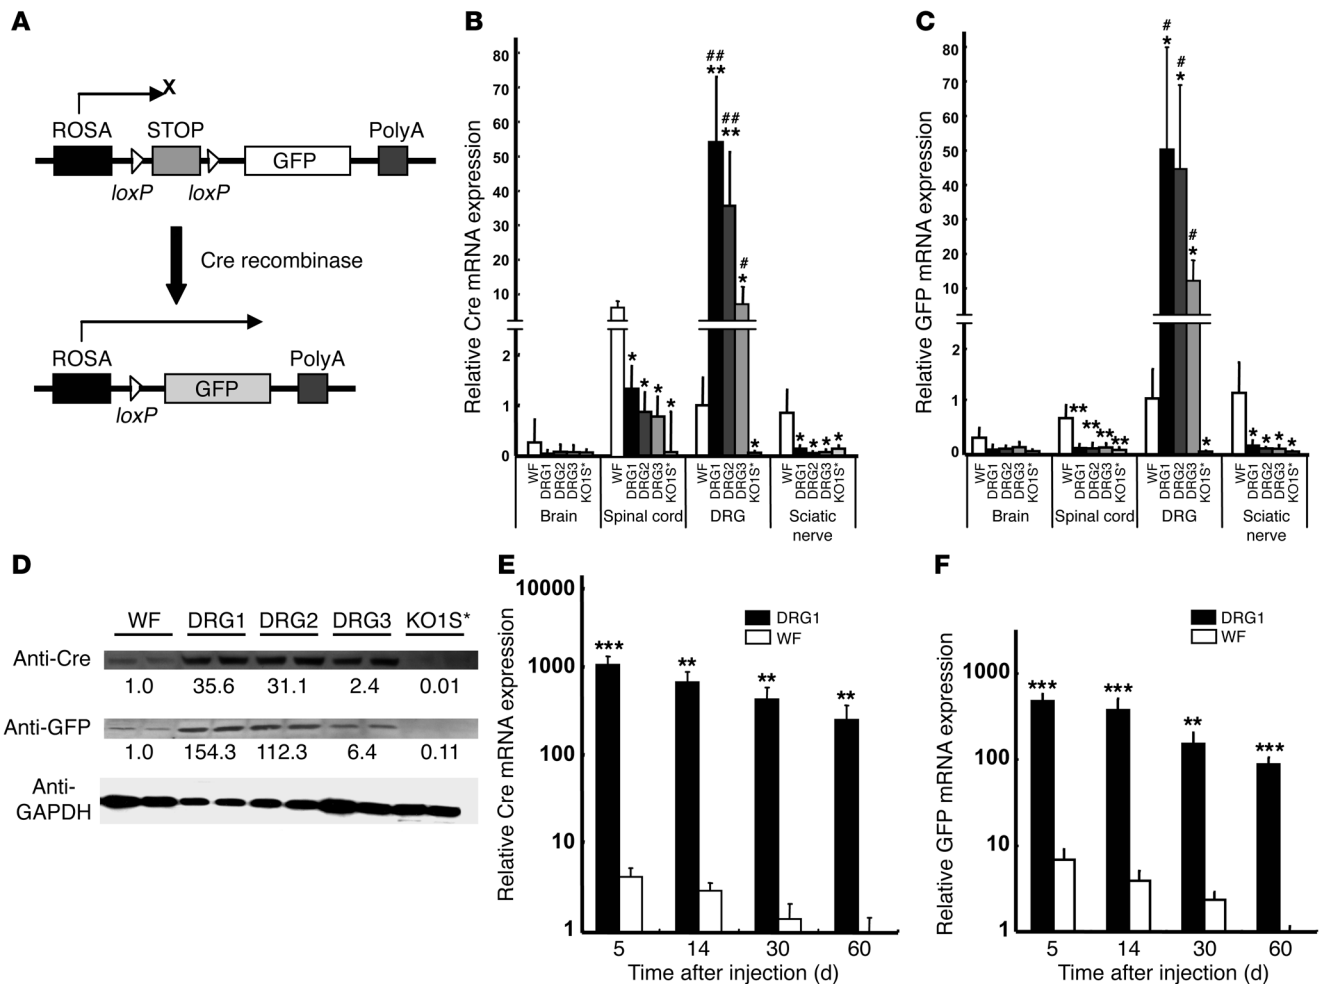 A
X
ROSA STOP PolyA
GFP
loxP loxP
Cre recombinase
ROSA PolyA
GFP
loxP
B
Relative Cre mRNA expression
80
70
60
50
40
30
20
10
2
1
0
## ** ## ** # *
* * * * * * * * *
WF DRG1 DRG2 DRG3 KO1S* WF DRG1 DRG2 DRG3 KO1S* WF DRG1 DRG2 DRG3 KO1S* WF DRG1 DRG2 DRG3 KO1S*
Brain Spinal cord DRG Sciatic
nerve
C
Relative GFP mRNA expression
80
70
60
50
40
30
20
10
2
1
0
# * # * # *
** ** ** ** * * * * *
WF DRG1 DRG2 DRG3 KO1S* WF DRG1 DRG2 DRG3 KO1S* WF DRG1 DRG2 DRG3 KO1S* WF DRG1 DRG2 DRG3 KO1S*
Brain Spinal cord DRG Sciatic
nerve
D
WF DRG1 DRG2 DRG3 KO1S*
Anti-Cre
1.0 35.6 31.1 2.4 0.01
Anti-GFP
1.0 154.3 112.3 6.4 0.11
Anti-
GAPDH
E
Relative Cre mRNA expression
10000
1000
100
10
1
DRG1
WF
*** ** ** **
5 14 30 60
Time after injection (d)
F
Relative GFP mRNA expression
1000
100
10
1
DRG1
WF
*** *** ** ***
5 14 30 60
Time after injection (d)